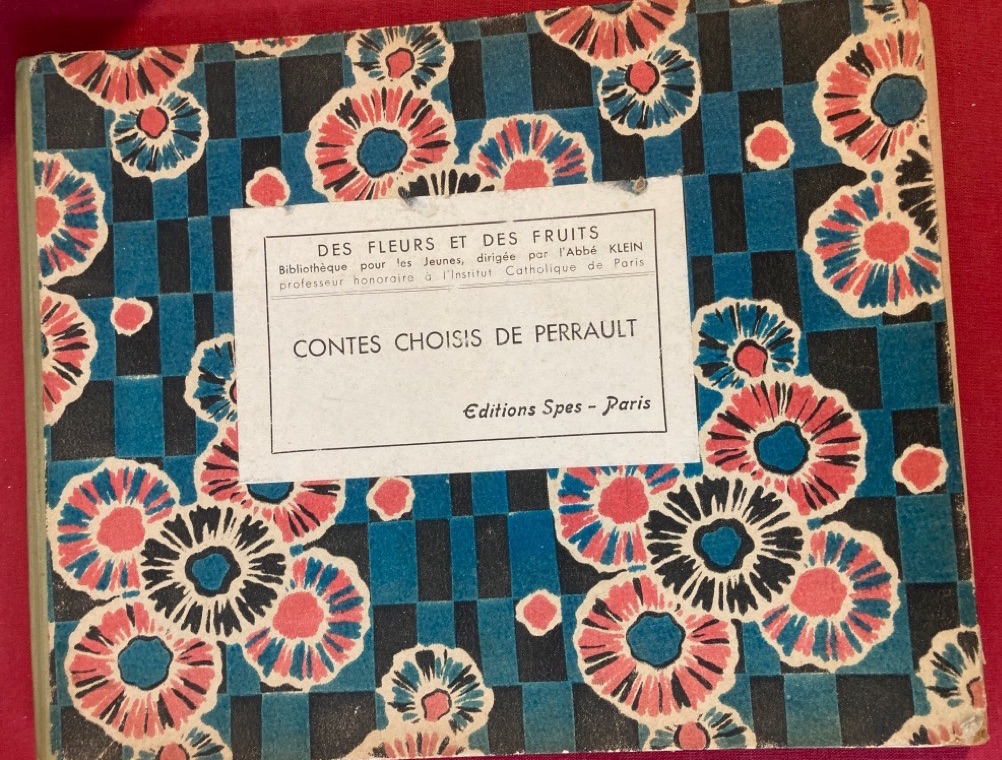 DES FLEURS ET DES FRUITS
Bibliothèque pour les Jeunes, dirigée par l'Abbé KLEIN
professeur honoraire à l'Institut Catholique de Paris
CONTES CHOISIS DE PERRAULT
Editions Spes - Paris